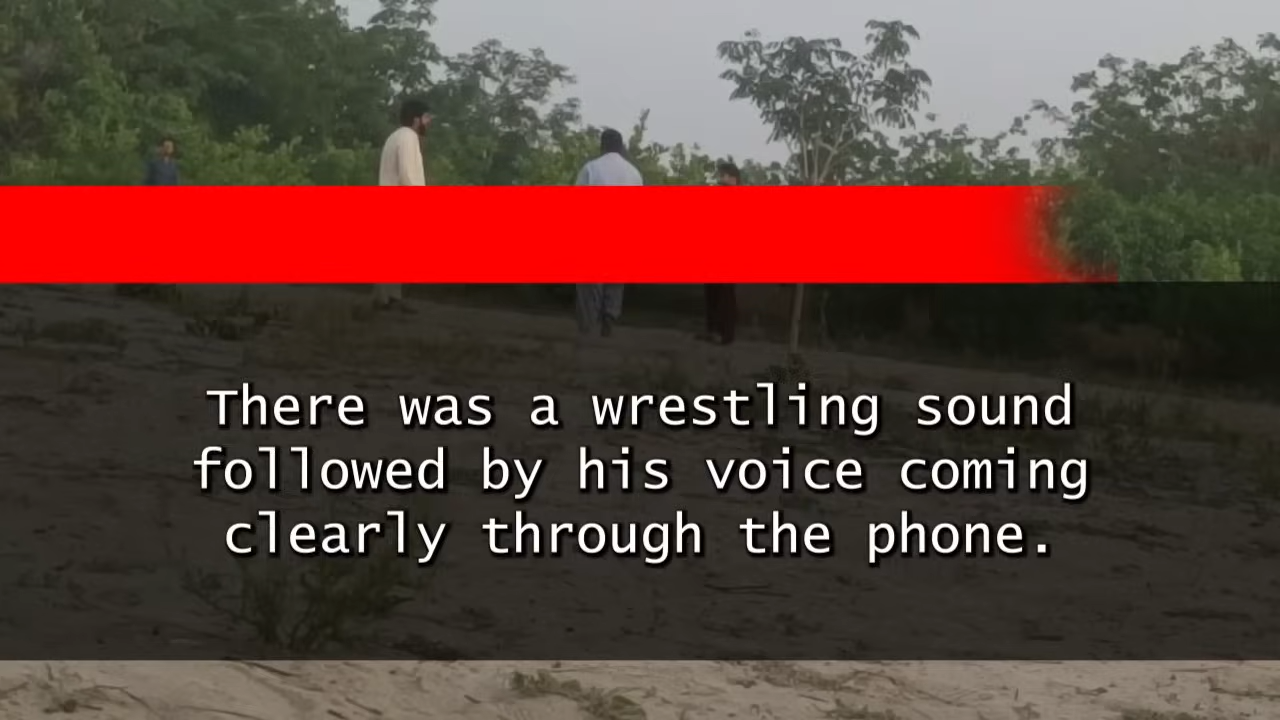 There was a wrestling sound
followed by his voice coming
clearly through the phone.